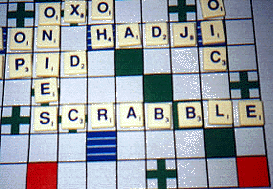 OXO O
ON HADJI
PID C
E
SCRABBLE